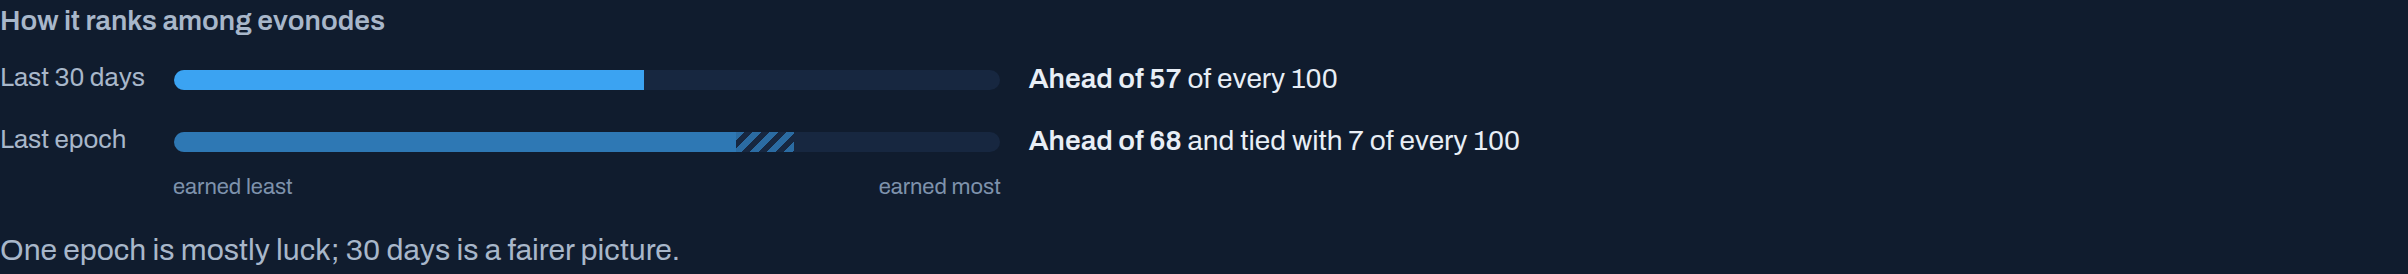 How it ranks among evonodes
Last 30 days Ahead of 57 of every 100
Last epoch Ahead of 68 and tied with 7 of every 100
earned least earned most
One epoch is mostly luck; 30 days is a fairer picture.